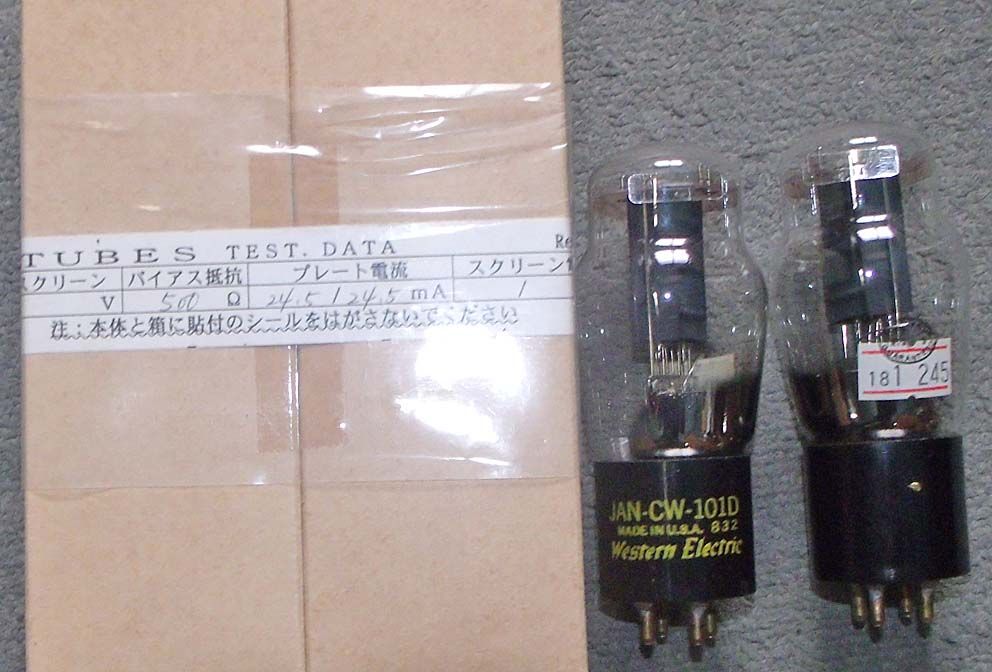 TUBES TEST. DATA Re
スクリーン バイアス抵抗 プレート電流 スクリーン
V 500 Ω 24.5 / 24.5 mA /
注；本体と箱に貼付のシールをはがさないでください
181 245
JAN-CW-101D
MADE IN U.S.A. 832
Western Electric